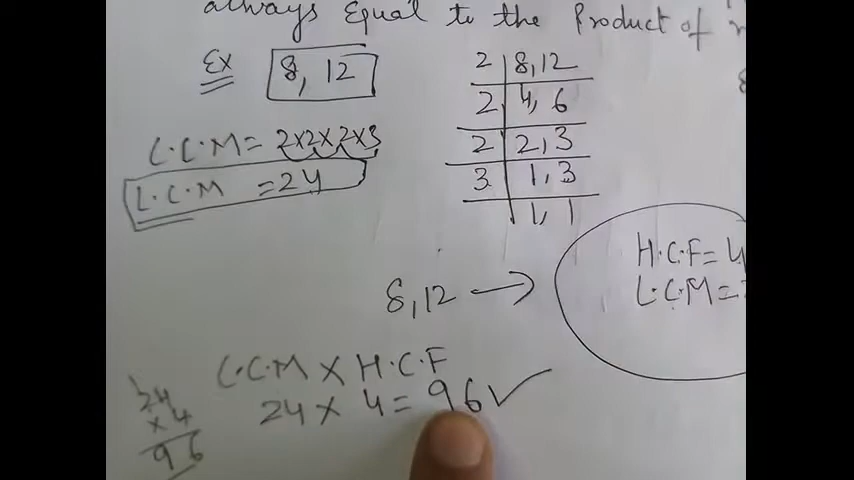 always Equal to the Product of
Ex 8, 12
L.C.M = 2x2x2x3
L.C.M = 24
2 | 8, 12
2 | 4, 6
2 | 2, 3
3 | 1, 3
1, 1
8, 12 →
H.C.F = 4
L.C.M =
L.C.M x H.C.F
24 x 4 = 96 ✓
24
x 4
96